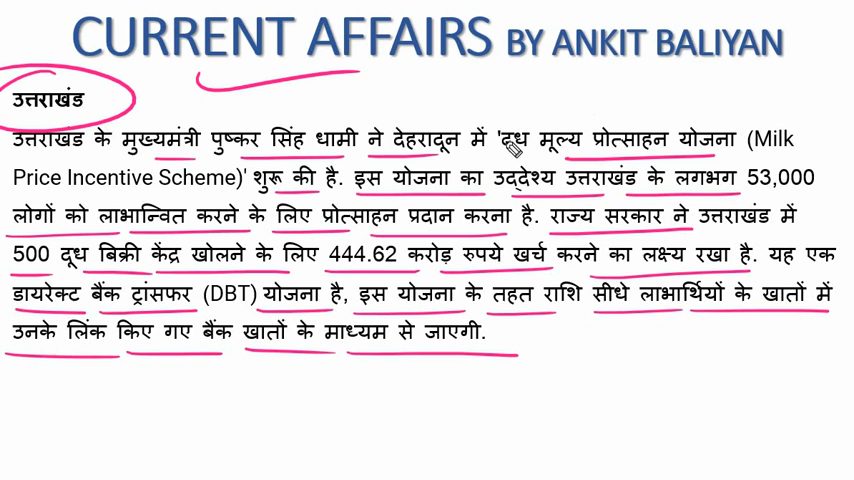 CURRENT AFFAIRS BY ANKIT BALIYAN
उत्तराखंड
उत्तराखंड के मुख्यमंत्री पुष्कर सिंह धामी ने देहरादून में 'दूध मूल्य प्रोत्साहन योजना (Milk
Price Incentive Scheme)' शुरू की है. इस योजना का उद्देश्य उत्तराखंड के लगभग 53,000
लोगों को लाभान्वित करने के लिए प्रोत्साहन प्रदान करना है. राज्य सरकार ने उत्तराखंड में
500 दूध बिक्री केंद्र खोलने के लिए 444.62 करोड़ रुपये खर्च करने का लक्ष्य रखा है. यह एक
डायरेक्ट बैंक ट्रांसफर (DBT) योजना है, इस योजना के तहत राशि सीधे लाभार्थियों के खातों में
उनके लिंक किए गए बैंक खातों के माध्यम से जाएगी.